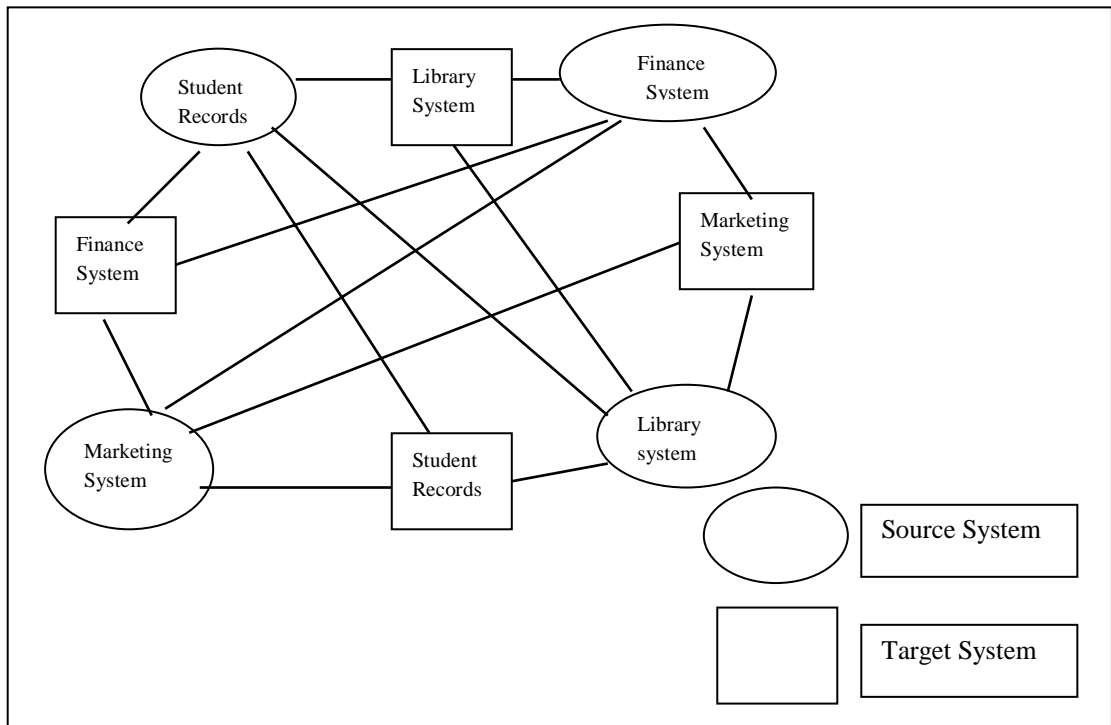 Student
Records
Library
System
Finance
System
Finance
System
Marketing
System
Marketing
System
Student
Records
Library
system
Source System
Target System